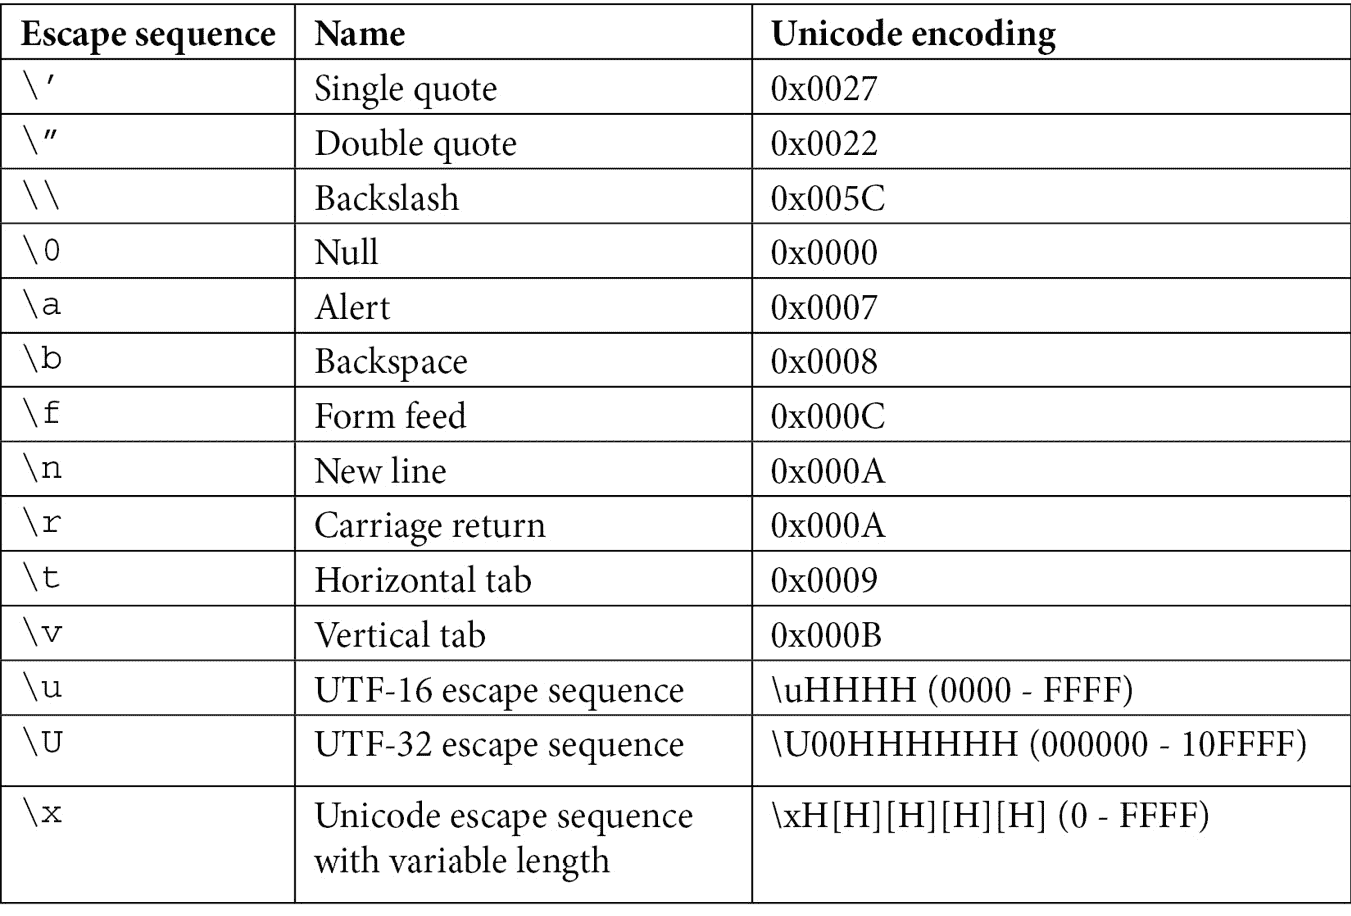 Escape sequence Name Unicode encoding
\′ Single quote 0x0027
\″ Double quote 0x0022
\\ Backslash 0x005C
\0 Null 0x0000
\a Alert 0x0007
\b Backspace 0x0008
\f Form feed 0x000C
\n New line 0x000A
\r Carriage return 0x000A
\t Horizontal tab 0x0009
\v Vertical tab 0x000B
\u UTF-16 escape sequence \uHHHH (0000 - FFFF)
\U UTF-32 escape sequence \U00HHHHHH (000000 - 10FFFF)
\x Unicode escape sequence \xH[H][H][H][H] (0 - FFFF)
with variable length